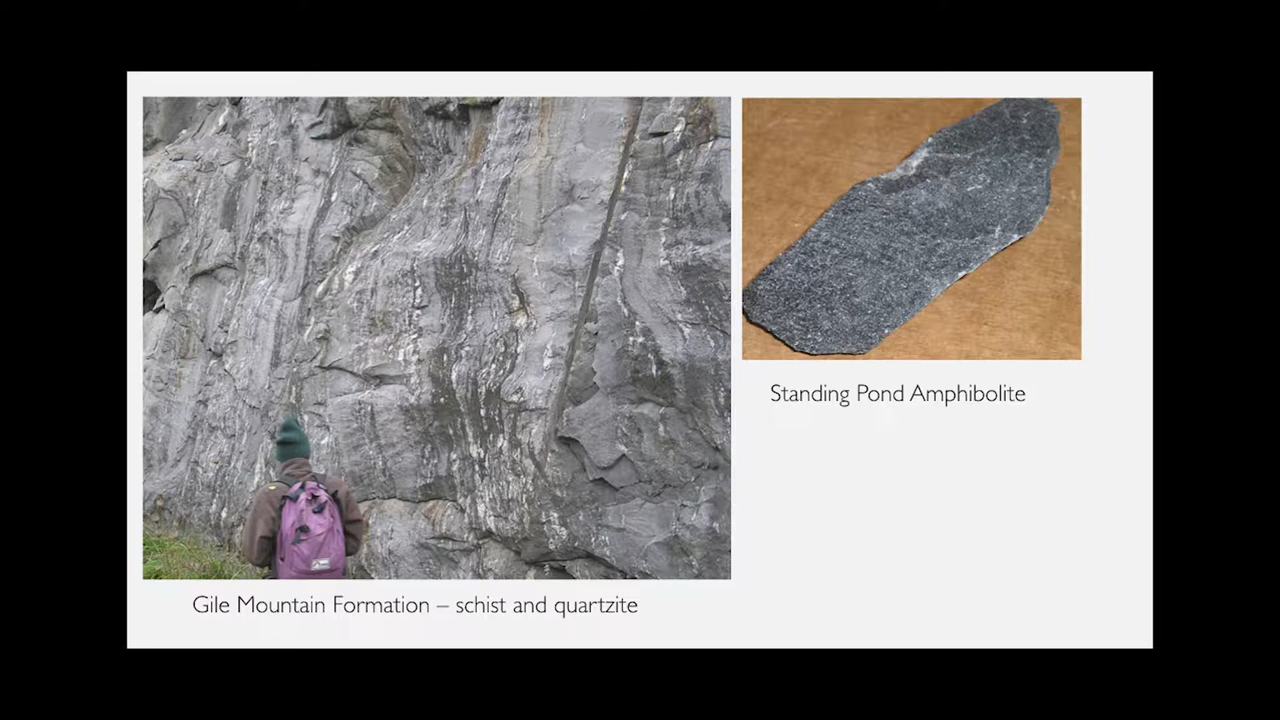 Standing Pond Amphibolite
Gile Mountain Formation – schist and quartzite